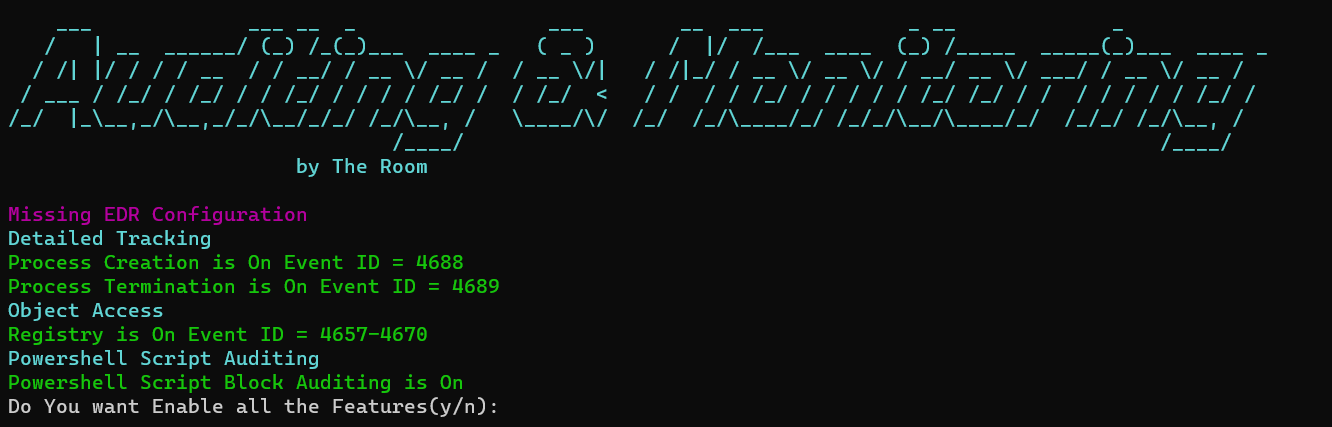 Auditing & Monitoring
by The Room
Missing EDR Configuration
Detailed Tracking
Process Creation is On Event ID = 4688
Process Termination is On Event ID = 4689
Object Access
Registry is On Event ID = 4657-4670
Powershell Script Auditing
Powershell Script Block Auditing is On
Do You want Enable all the Features(y/n):